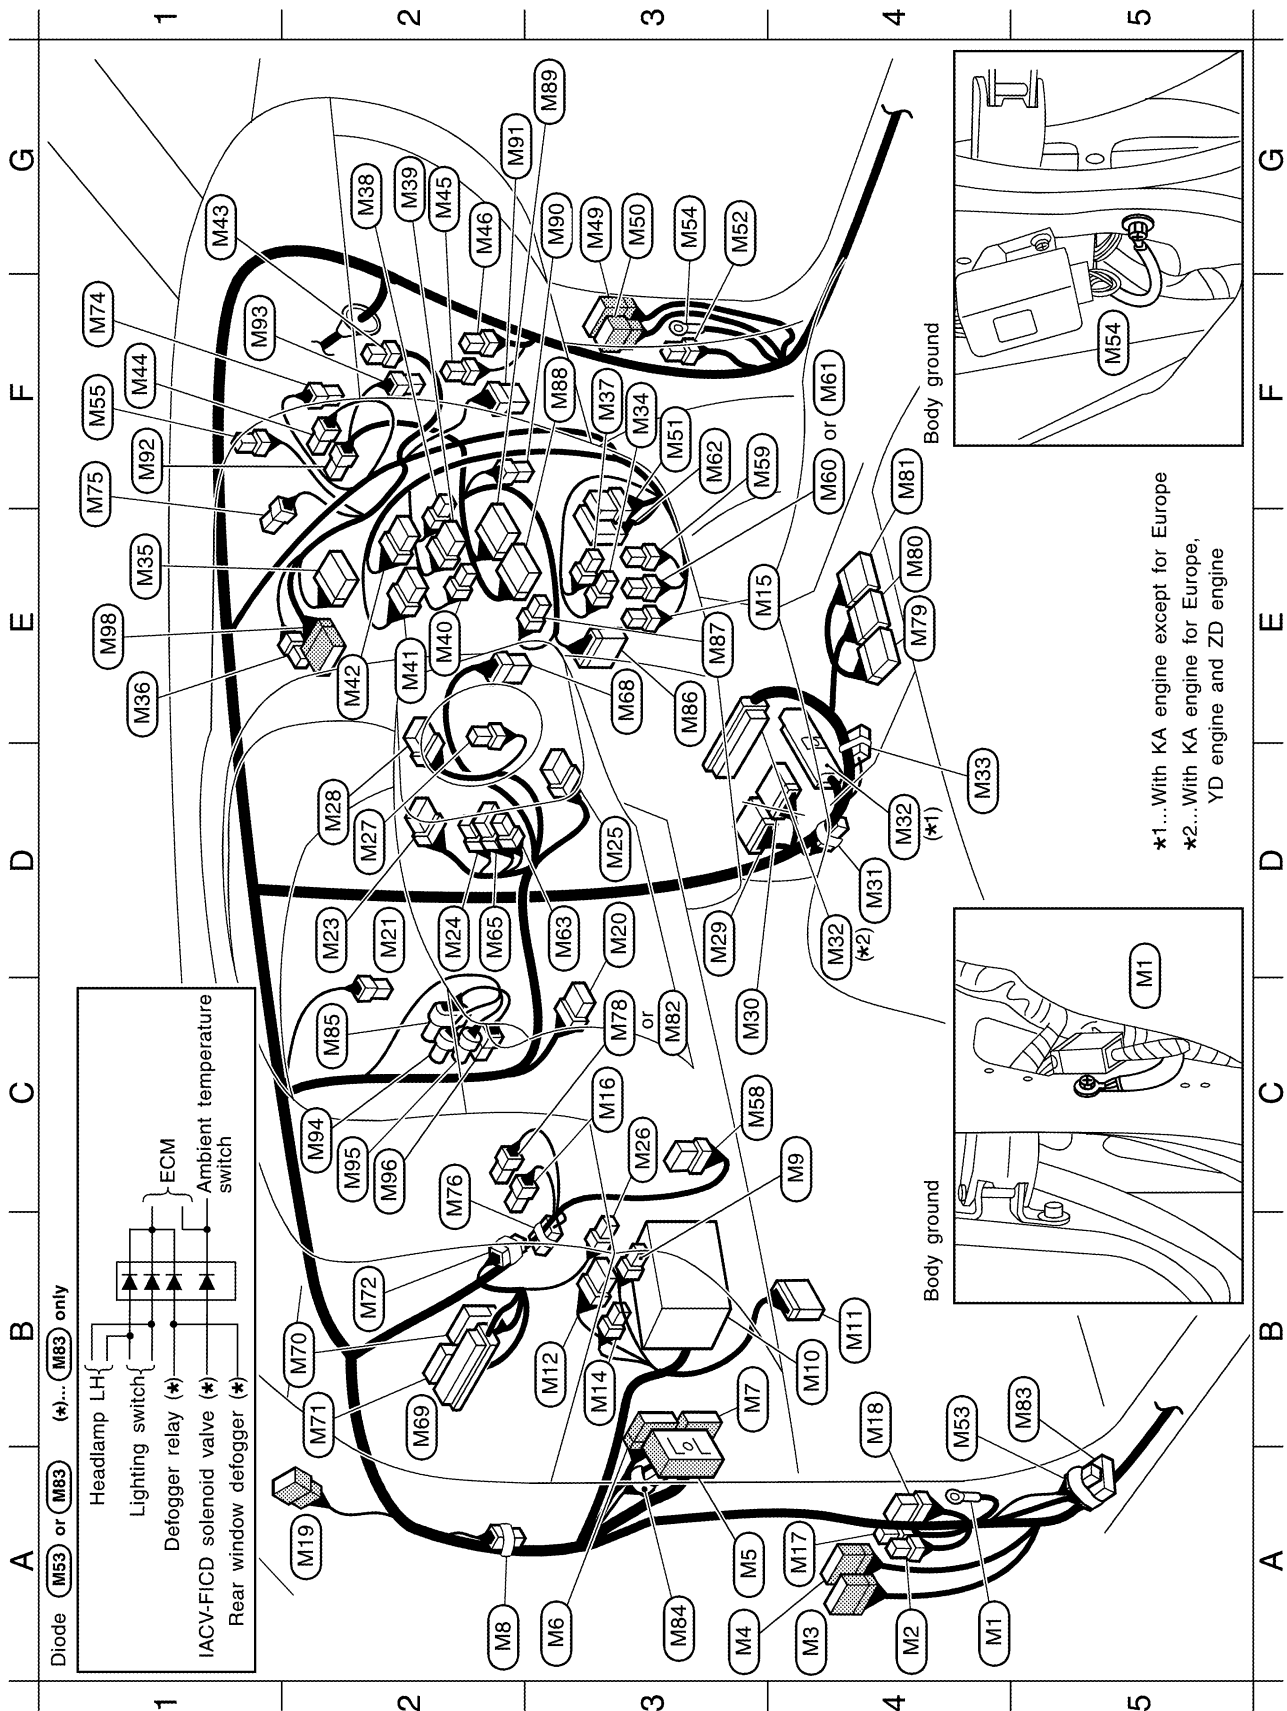 A
B
C
D
E
F
G
1
2
3
4
5
Diode M53 or M83 (*)... M83 only
Headlamp LH
Lighting switch
Defogger relay (*)
IACV-FICD solenoid valve (*)
Rear window defogger (*)
ECM
Ambient temperature
switch
M19
M71
M70
M69
M72
M76
M94
M95
M96
M85
M21
M23
M27
M28
M24
M65
M63
M20
M78
or
M82
M16
M26
M58
M9
M12
M14
M10
M11
M7
M8
M6
M84
M5
M4
M3
M17
M2
M1
M18
M53
M83
M36
M98
M35
M75
M92
M55
M44
M74
M93
M43
M38
M39
M45
M46
M91
M89
M90
M49
M50
M54
M52
M42
M41
M40
M68
M86
M87
M25
M88
M37
M34
M51
M62
M59
M60 or M61
M15
M81
M80
M79
M33
M32
(*1)
M31
M32
(*2)
M29
M30
Body ground
M1
Body ground
M54
*1...With KA engine except for Europe
*2...With KA engine for Europe,
YD engine and ZD engine
1
2
3
4
5
A
B
C
D
E
F
G